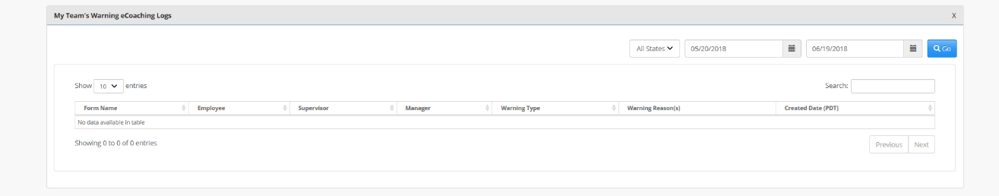 My Team's Warning eCoaching Logs X
All States 05/20/2018 06/19/2018 Go
Show 10 entries Search:
Form Name Employee Supervisor Manager Warning Type Warning Reason(s) Created Date (PDT)
No data available in table
Showing 0 to 0 of 0 entries Previous Next